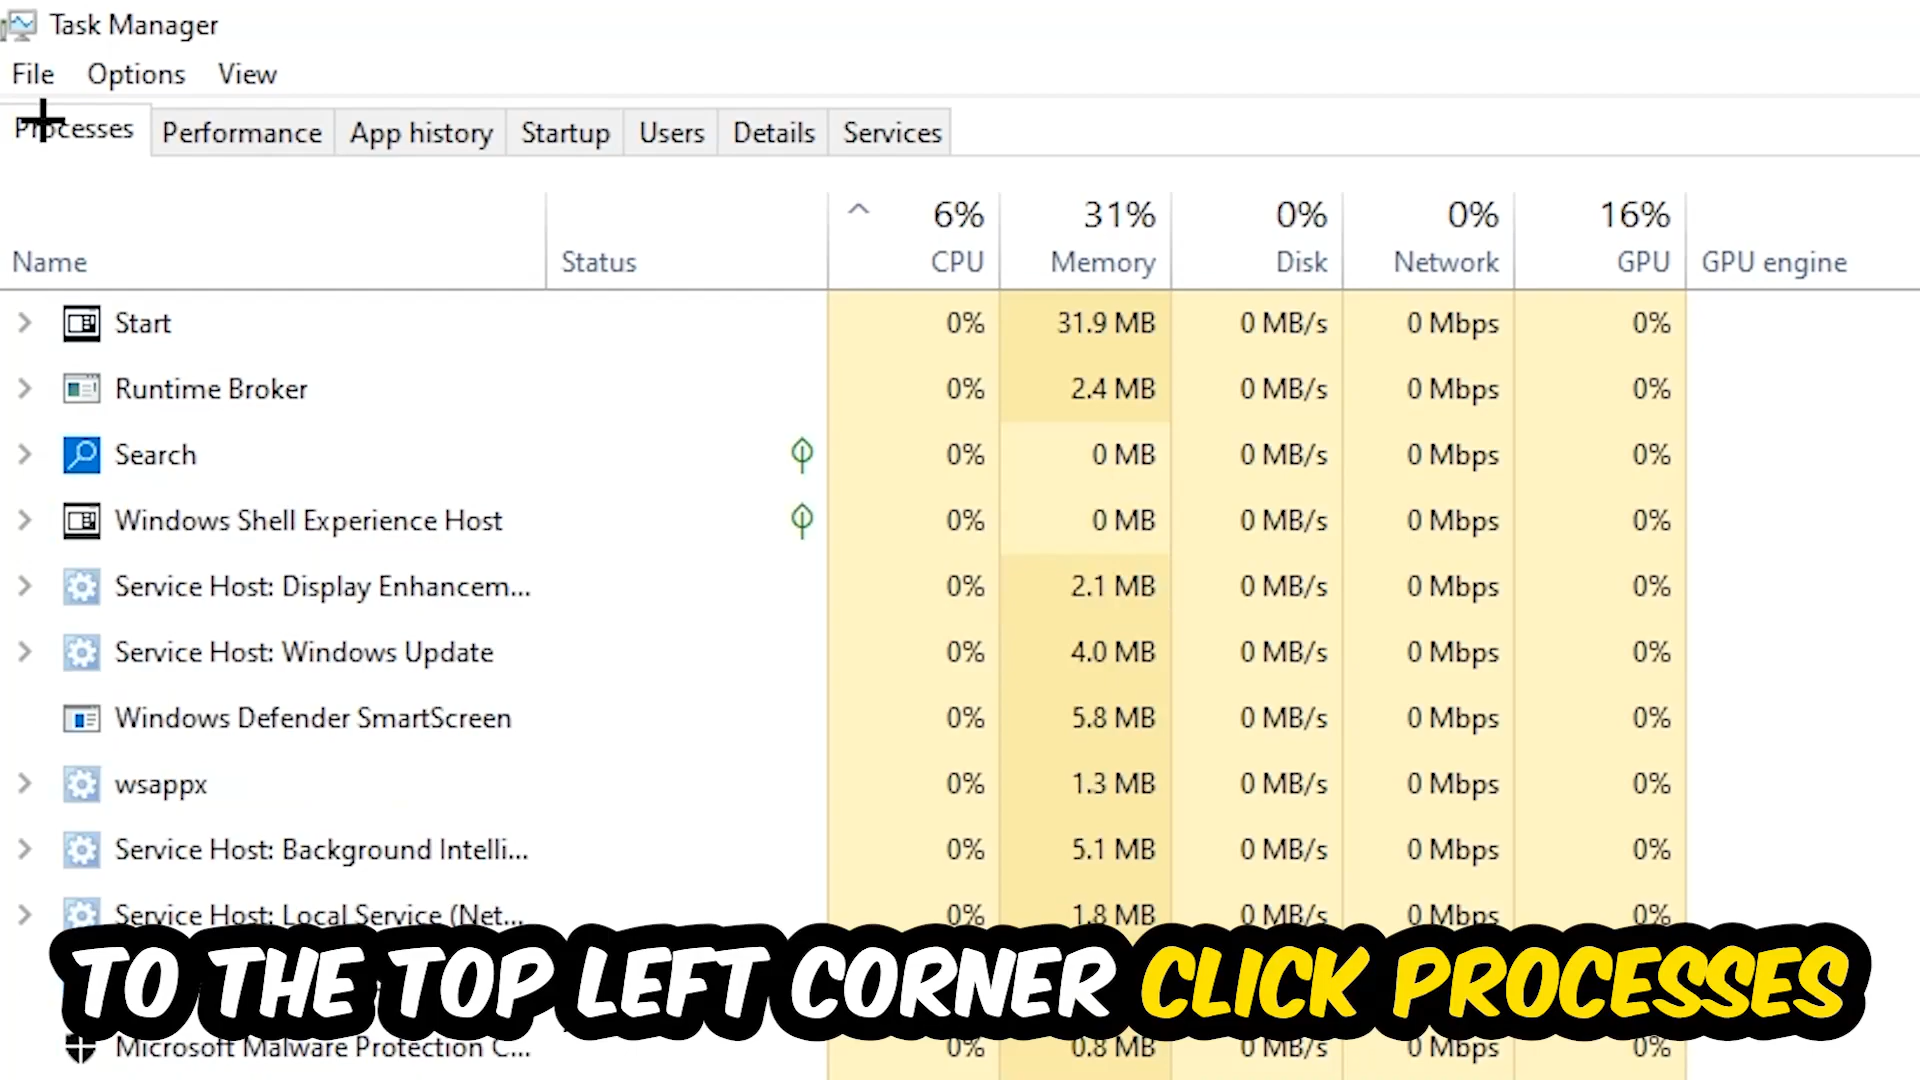 Task Manager
File Options View
Processes Performance App history Startup Users Details Services
6% 31% 0% 0% 16%
Name Status CPU Memory Disk Network GPU GPU engine
Start 0% 31.9 MB 0 MB/s 0 Mbps 0%
Runtime Broker 0% 2.4 MB 0 MB/s 0 Mbps 0%
Search 0% 0 MB 0 MB/s 0 Mbps 0%
Windows Shell Experience Host 0% 0 MB 0 MB/s 0 Mbps 0%
Service Host: Display Enhancem... 0% 2.1 MB 0 MB/s 0 Mbps 0%
Service Host: Windows Update 0% 4.0 MB 0 MB/s 0 Mbps 0%
Windows Defender SmartScreen 0% 5.8 MB 0 MB/s 0 Mbps 0%
wsappx 0% 1.3 MB 0 MB/s 0 Mbps 0%
Service Host: Background Intelli... 0% 5.1 MB 0 MB/s 0 Mbps 0%
Service Host: Local Service (Net... 0% 1.8 MB 0 MB/s 0 Mbps 0%
TO THE TOP LEFT CORNER CLICK PROCESSES
Microsoft Malware Protection C... 0% 0.8 MB 0 MB/s 0 Mbps 0%